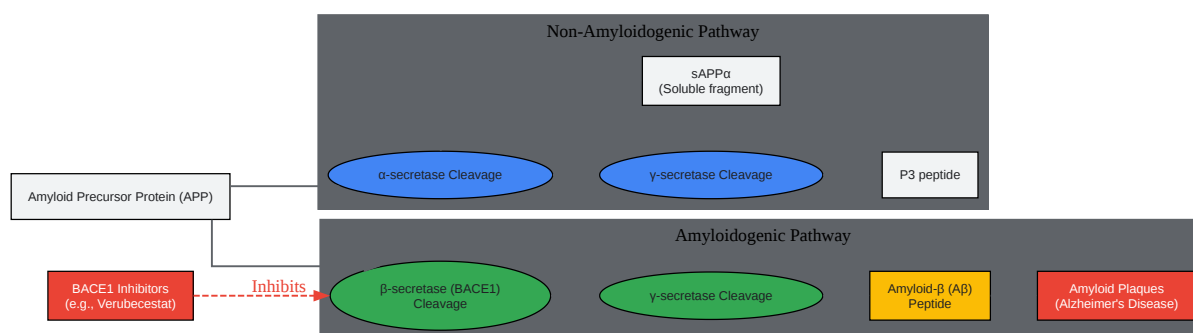 Non-Amyloidogenic Pathway
sAPPα
(Soluble fragment)
α-secretase Cleavage
γ-secretase Cleavage
P3 peptide
Amyloid Precursor Protein (APP)
Amyloidogenic Pathway
BACE1 Inhibitors
(e.g., Verubecestat)
Inhibits
β-secretase (BACE1)
Cleavage
γ-secretase Cleavage
Amyloid-β (Aβ)
Peptide
Amyloid Plaques
(Alzheimer's Disease)